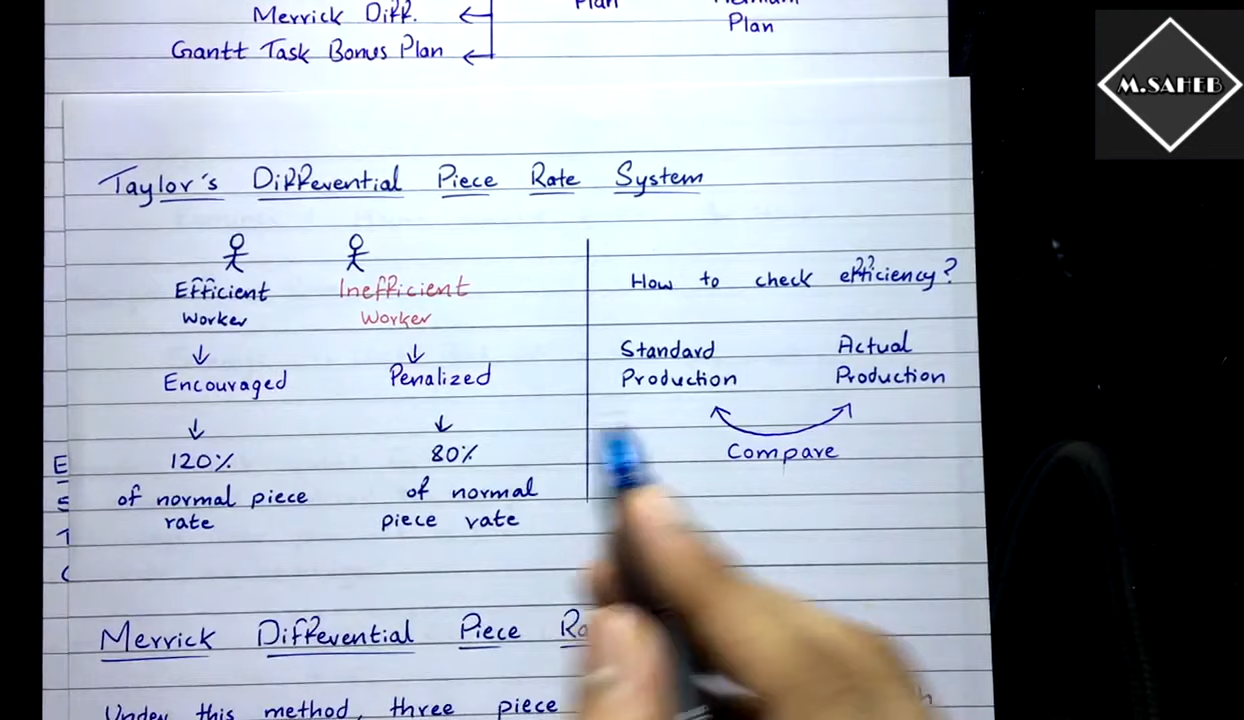 Merrick Diff.
Gantt Task Bonus Plan
Plan
Plan
M.SAHEB
Taylor's Differential Piece Rate System
Efficient
Worker
Inefficient
Worker
Encouraged
Penalized
120%
of normal piece
rate
80%
of normal
piece rate
How to check efficiency?
??
Standard
Production
Actual
Production
Compare
E
5
Merrick Differential Piece
Under this method, three piece